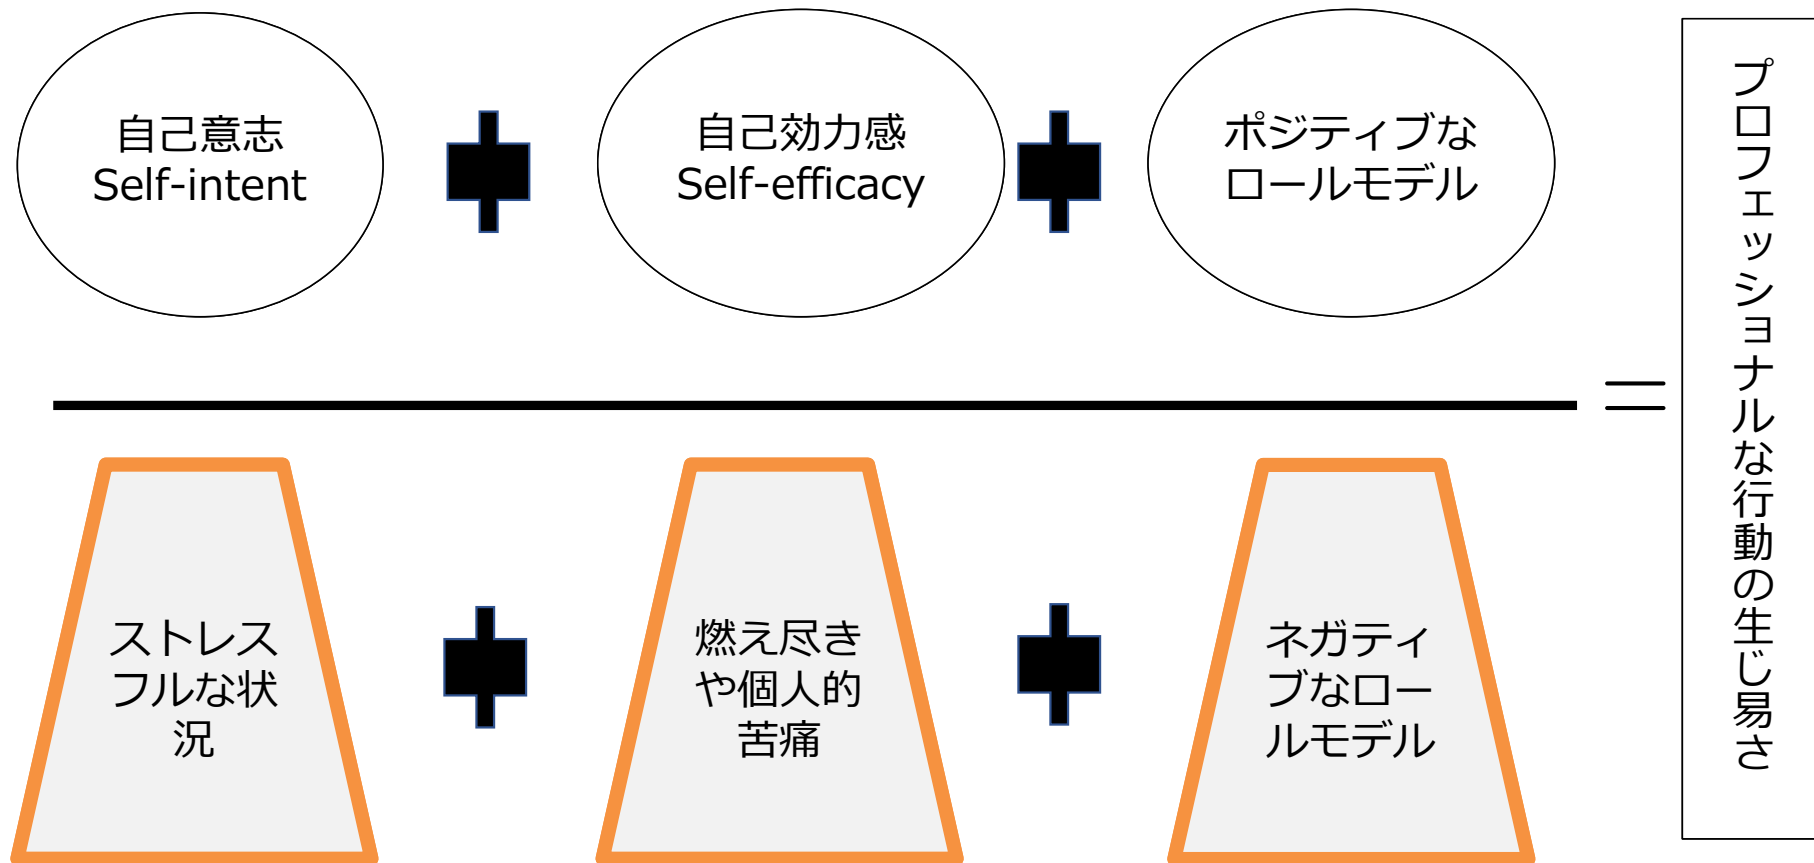 自己意志
Self-intent
自己効力感
Self-efficacy
ポジティブな
ロールモデル
ストレス
フルな状
況
燃え尽き
や個人的
苦痛
ネガティ
ブなロー
ルモデル
プロフェッショナルな行動の生じ易さ